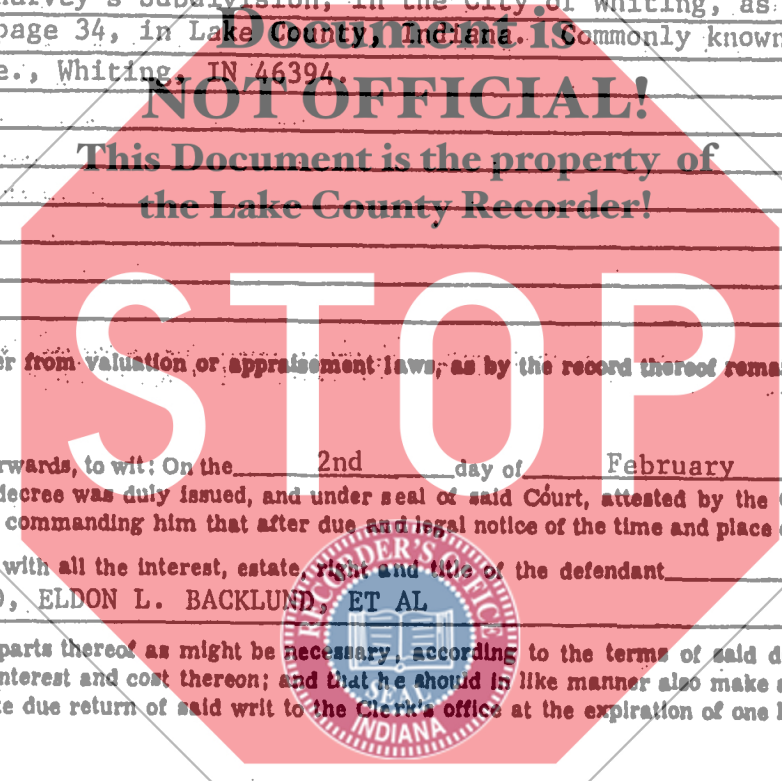 arvey's Subdivision, in the City of Whiting, as
page 34, in Lake County, Indiana. Commonly known
e., Whiting, IN 46394.
Document is
NOT OFFICIAL!
This Document is the property of
the Lake County Recorder!
STOP
er from valuation or appraisement laws, as by the record thereof rema
rwards, to wit: On the 2nd day of February
decree was duly issued, and under seal of said Court, attested by the
commanding him that after due and legal notice of the time and place
with all the interest, estate, right and title of the defendant
), ELDON L. BACKLUND, ET AL
parts thereof as might be necessary, according to the terms of said d
nterest and cost thereon; and that he should in like manner also make
e due return of said writ to the Clerk's office at the expiration of one
RECORDER'S OFFICE
SEAL
INDIANA